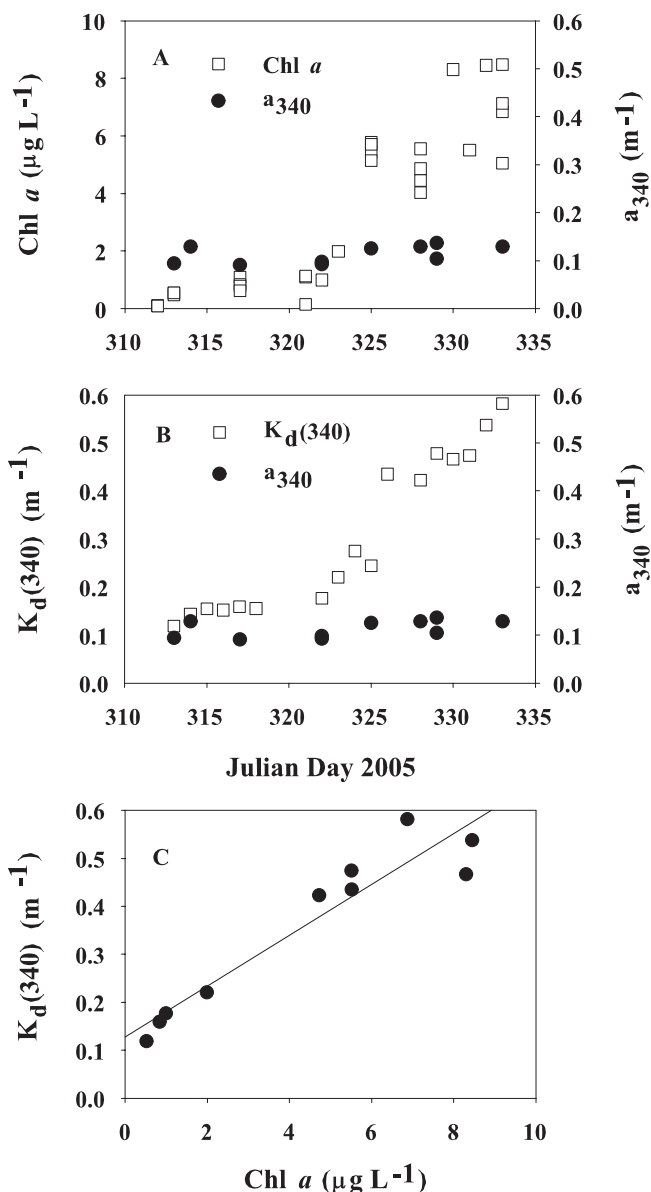 A
Chl a
a340
Chl a (µg L-1)
10
8
6
4
2
0
0.6
0.5
0.4
0.3
0.2
0.1
0.0
a340 (m-1)
310 315 320 325 330 335
B
Kd(340)
a340
Kd(340) (m-1)
0.6
0.5
0.4
0.3
0.2
0.1
0.0
0.6
0.5
0.4
0.3
0.2
0.1
0.0
a340 (m-1)
310 315 320 325 330 335
Julian Day 2005
C
Kd(340) (m-1)
0.6
0.5
0.4
0.3
0.2
0.1
0.0
0 2 4 6 8 10
Chl a (µg L-1)